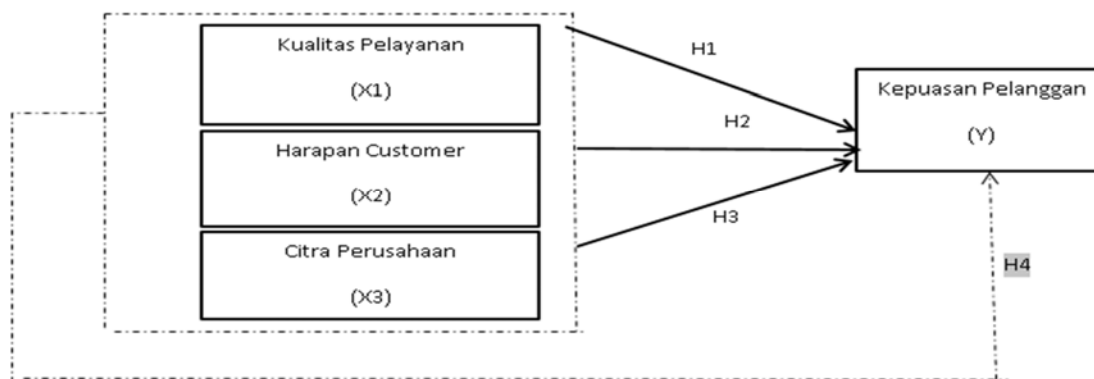 Kualitas Pelayanan
(X1)
Harapan Customer
(X2)
Citra Perusahaan
(X3)
H1
H2
H3
Kepuasan Pelanggan
(Y)
H4